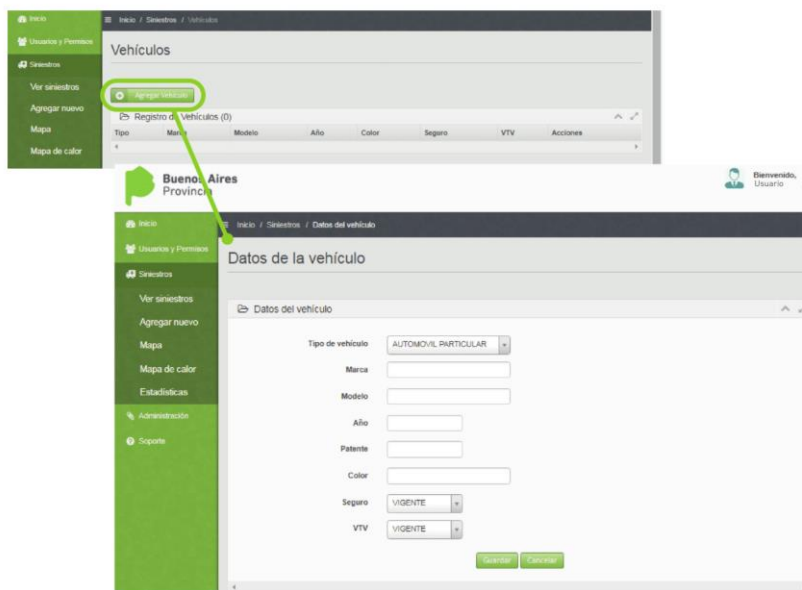 Inicio
Inicio / Siniestros / Vehículos
Usuarios y Permisos
Siniestros
Ver siniestros
Agregar nuevo
Mapa
Mapa de calor
Vehículos
Agregar vehículo
Registro de Vehículos (0)
Tipo Marca Modelo Año Color Seguro VTV Acciones
Buenos Aires
Provincia
Bienvenido,
Usuario
Inicio
Usuarios y Permisos
Siniestros
Ver siniestros
Agregar nuevo
Mapa
Mapa de calor
Estadísticas
Administración
Soporte
Inicio / Siniestros / Datos del vehículo
Datos de la vehículo
Datos del vehículo
Tipo de vehículo AUTOMOVIL PARTICULAR
Marca
Modelo
Año
Patente
Color
Seguro VIGENTE
VTV VIGENTE
Guardar Cancelar